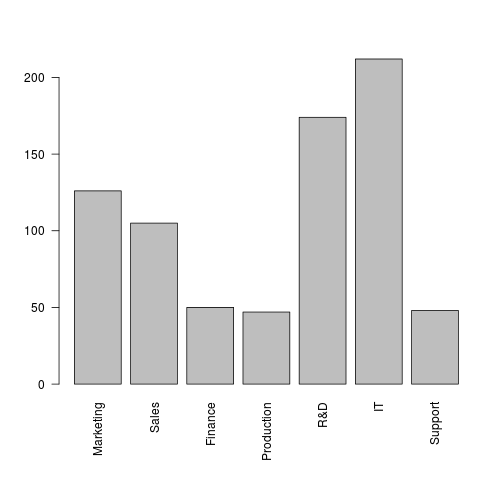 200
150
100
50
0
Marketing
Sales
Finance
Production
R&D
IT
Support